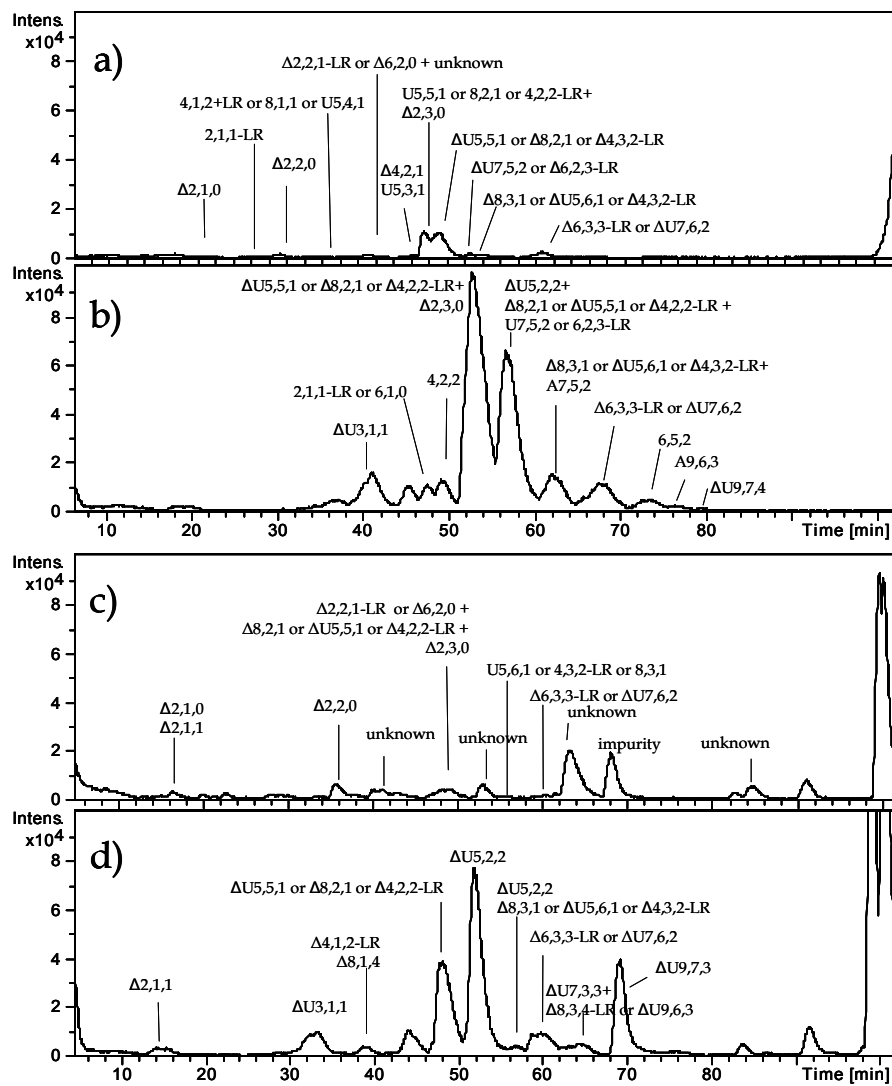 Intens.
x10⁴
a)
8
6
4
2
0
Δ2,2,1-LR or Δ6,2,0 + unknown
4,1,2+LR or 8,1,1 or U5,4,1
U5,5,1 or 8,2,1 or 4,2,2-LR+
Δ2,3,0
2,1,1-LR
ΔU5,5,1 or Δ8,2,1 or Δ4,3,2-LR
Δ2,2,0
Δ4,2,1
U5,3,1
ΔU7,5,2 or Δ6,2,3-LR
Δ2,1,0
Δ8,3,1 or ΔU5,6,1 or Δ4,3,2-LR
Δ6,3,3-LR or ΔU7,6,2
Intens.
x10⁴
b)
8
6
4
2
0
ΔU5,5,1 or Δ8,2,1 or Δ4,2,2-LR+
Δ2,3,0
ΔU5,2,2+
Δ8,2,1 or ΔU5,5,1 or Δ4,2,2-LR +
U7,5,2 or 6,2,3-LR
Δ8,3,1 or ΔU5,6,1 or Δ4,3,2-LR+
A7,5,2
4,2,2
2,1,1-LR or 6,1,0
Δ6,3,3-LR or ΔU7,6,2
ΔU3,1,1
6,5,2
A9,6,3
ΔU9,7,4
10 20 30 40 50 60 70 80 Time [min]
Intens.
x10⁴
c)
8
6
4
2
0
Δ2,2,1-LR or Δ6,2,0 +
Δ8,2,1 or ΔU5,5,1 or Δ4,2,2-LR +
Δ2,3,0
U5,6,1 or 4,3,2-LR or 8,3,1
Δ6,3,3-LR or ΔU7,6,2
Δ2,1,0
Δ2,1,1
Δ2,2,0
unknown
unknown
unknown
impurity
unknown
Intens.
x10⁴
d)
8
6
4
2
0
ΔU5,2,2
ΔU5,5,1 or Δ8,2,1 or Δ4,2,2-LR
ΔU5,2,2
Δ8,3,1 or ΔU5,6,1 or Δ4,3,2-LR
Δ4,1,2-LR
Δ8,1,4
Δ6,3,3-LR or ΔU7,6,2
ΔU9,7,3
Δ2,1,1
ΔU3,1,1
ΔU7,3,3+
Δ8,3,4-LR or ΔU9,6,3
10 20 30 40 50 60 70 80 Time [min]